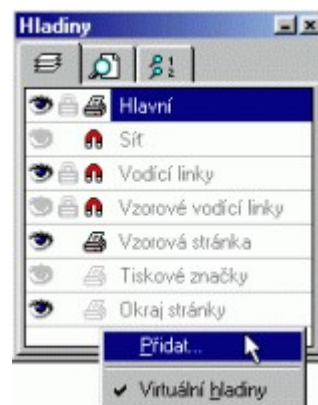 Hladiny
Hlavní
Síť
Vodící linky
Vzorové vodící linky
Vzorová stránka
Tiskové značky
Okraj stránky
Přidat...
Virtuální hladiny